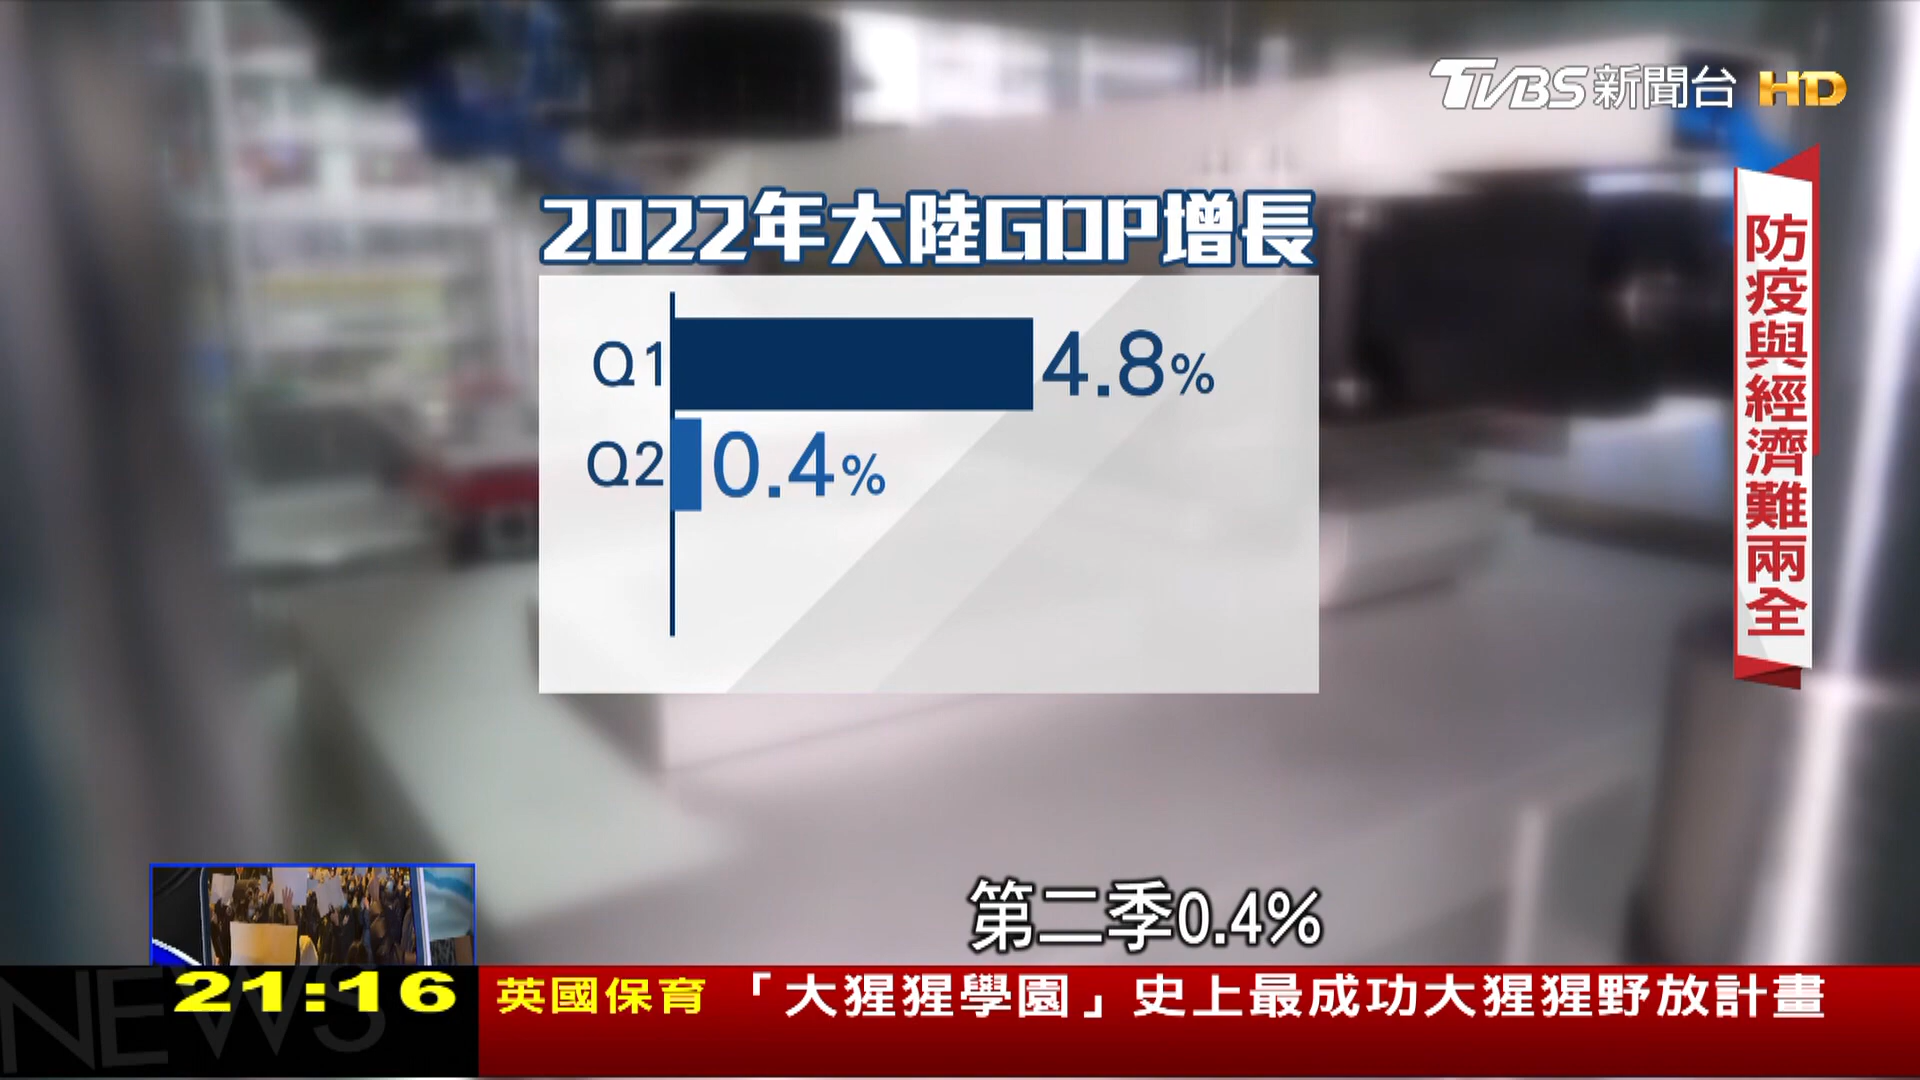 TVBS新聞台 HD
2022年大陸GDP增長
Q1 4.8%
Q2 0.4%
防疫與經濟難兩全
第二季0.4%
NEWS
21:16 英國保育 「大猩猩學園」史上最成功大猩猩野放計畫